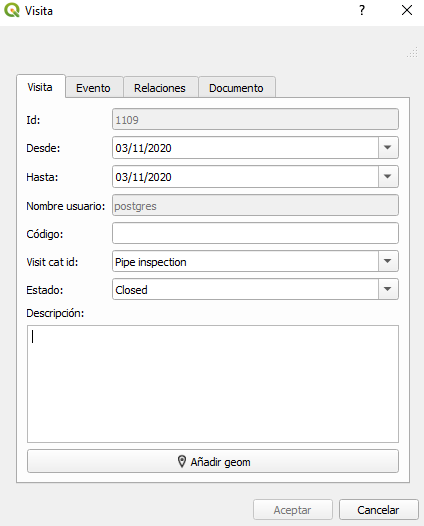 Visita
?
Visita Evento Relaciones Documento
Id: 1109
Desde: 03/11/2020
Hasta: 03/11/2020
Nombre usuario: postgres
Código:
Visit cat id: Pipe inspection
Estado: Closed
Descripción:
Añadir geom
Aceptar Cancelar